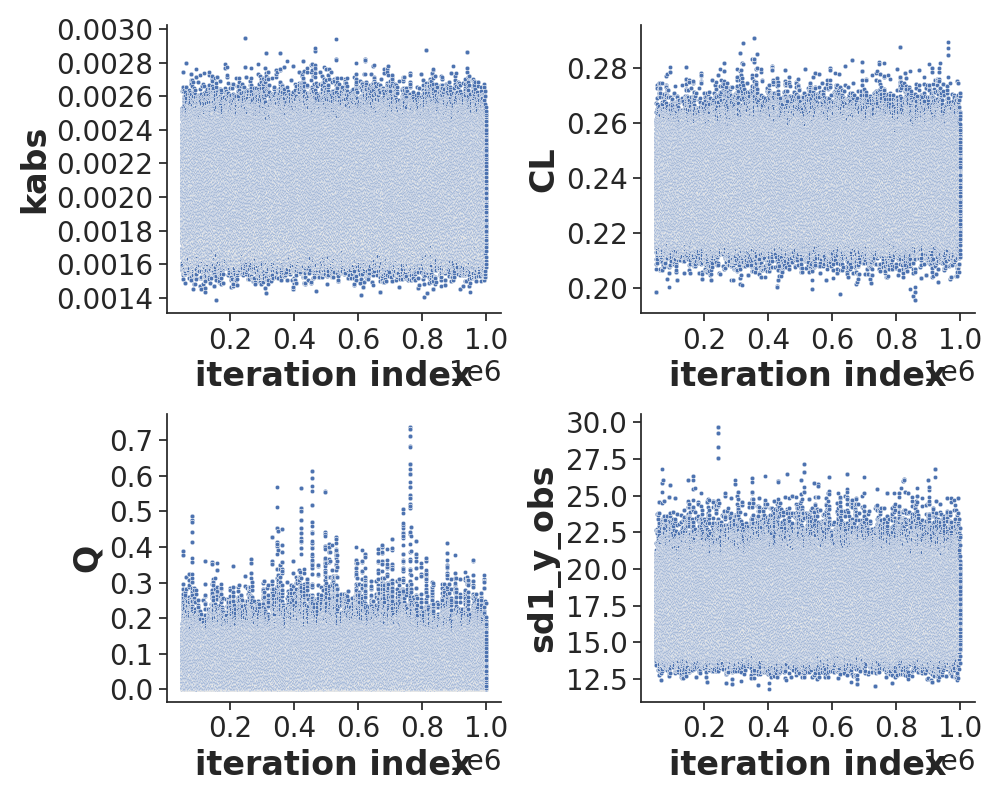 0.0030
0.0028
0.0026
0.0024
0.0022
0.0020
0.0018
0.0016
0.0014
kabs
0.2 0.4 0.6 0.8 1.0
iteration index
1e6
0.28
0.26
0.24
0.22
0.20
CL
0.2 0.4 0.6 0.8 1.0
iteration index
1e6
0.7
0.6
0.5
0.4
0.3
0.2
0.1
0.0
Q
0.2 0.4 0.6 0.8 1.0
iteration index
1e6
30.0
27.5
25.0
22.5
20.0
17.5
15.0
12.5
sd1_y_obs
0.2 0.4 0.6 0.8 1.0
iteration index
1e6